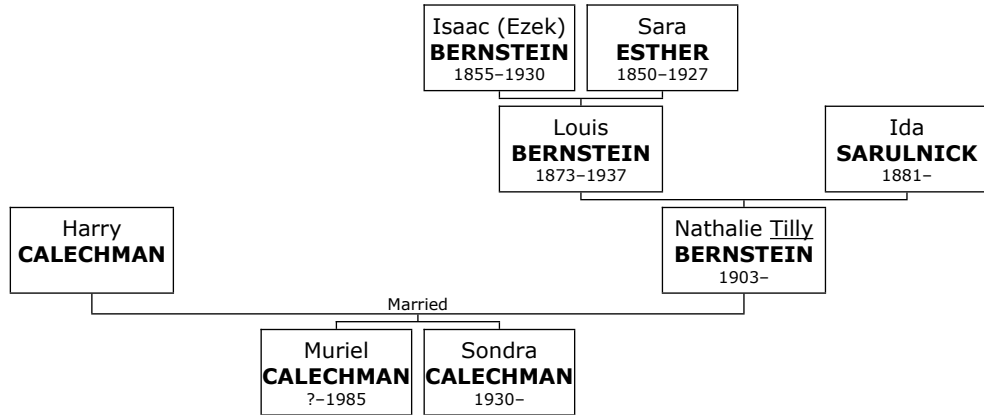 Isaac (Ezek)
BERNSTEIN
1855–1930
Sara
ESTHER
1850–1927
Louis
BERNSTEIN
1873–1937
Ida
SARULNICK
1881–
Harry
CALECHMAN
Nathalie Tilly
BERNSTEIN
1903–
Married
Muriel
CALECHMAN
?–1985
Sondra
CALECHMAN
1930–